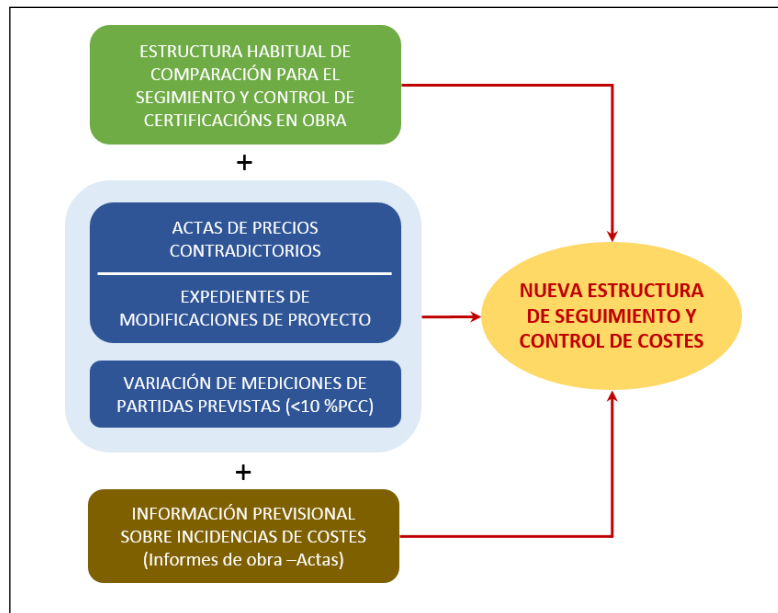 ESTRUCTURA HABITUAL DE
COMPARACIÓN PARA EL
SEGIMIENTO Y CONTROL DE
CERTIFICACIÓNS EN OBRA
+
ACTAS DE PRECIOS
CONTRADICTORIOS
EXPEDIENTES DE
MODIFICACIONES DE PROYECTO
VARIACIÓN DE MEDICIONES DE
PARTIDAS PREVISTAS (<10 %PCC)
+
INFORMACIÓN PREVISIONAL
SOBRE INCIDENCIAS DE COSTES
(Informes de obra –Actas)
NUEVA ESTRUCTURA
DE SEGUIMIENTO Y
CONTROL DE COSTES